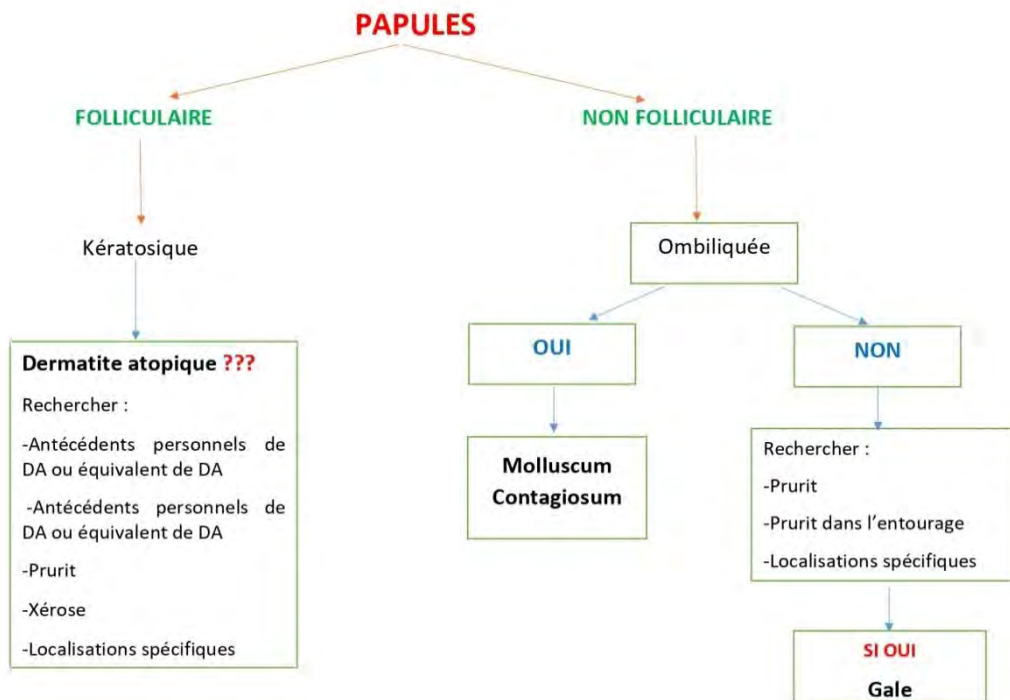 PAPULES
FOLLICULAIRE
NON FOLLICULAIRE
Kératosique
Ombiliquée
OUI
NON
Dermatite atopique ???
Rechercher :
-Antécédents personnels de
DA ou équivalent de DA
-Antécédents personnels de
DA ou équivalent de DA
-Prurit
-Xérose
-Localisations spécifiques
Molluscum
Contagiosum
Rechercher :
-Prurit
-Prurit dans l'entourage
-Localisations spécifiques
SI OUI
Gale